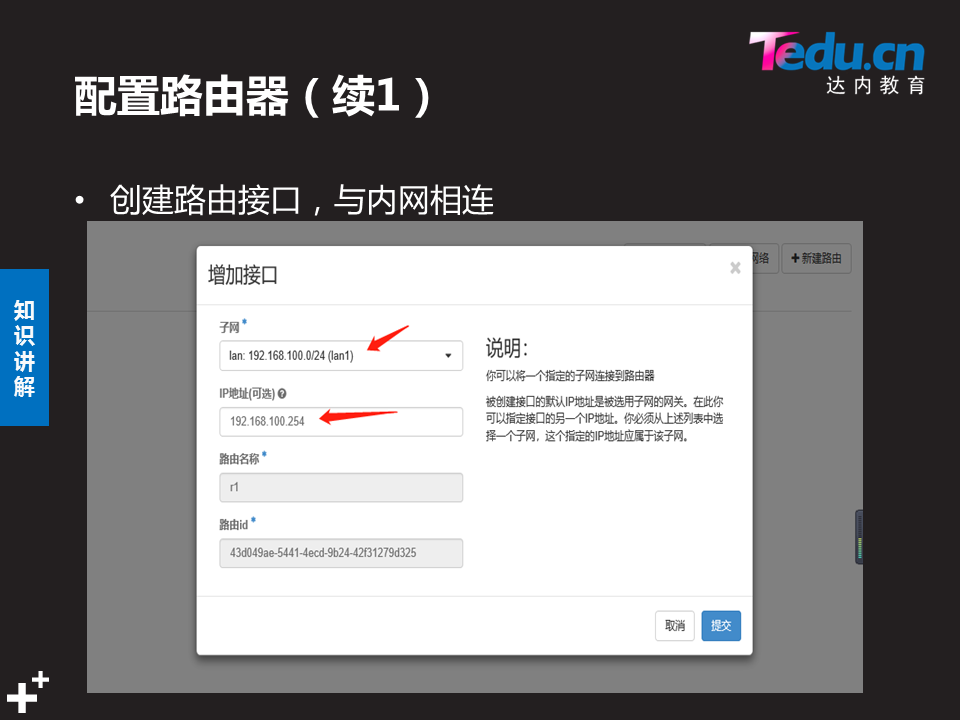 Tedu.cn
达内教育
配置路由器（续1）
• 创建路由接口，与内网相连
知识讲解
网络
+新建路由
增加接口
×
子网*
lan: 192.168.100.0/24 (lan1)
IP地址(可选)
192.168.100.254
路由名称*
r1
路由id*
43d049ae-5441-4ecd-9b24-42f31279d325
说明：
你可以将一个指定的子网连接到路由器
被创建接口的默认IP地址是被选用子网的网关。在此你
可以指定接口的另一个IP地址。你必须从上述列表中选
择一个子网，这个指定的IP地址应属于该子网。
取消
提交